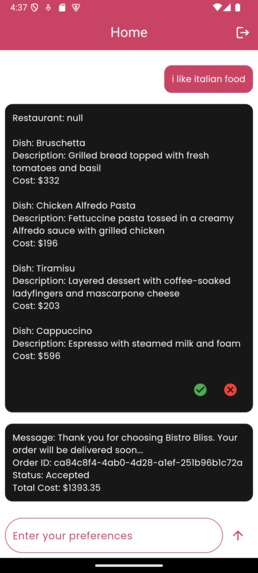 4:37
Home
i like italian food
Restaurant: null
Dish: Bruschetta
Description: Grilled bread topped with fresh
tomatoes and basil
Cost: $332
Dish: Chicken Alfredo Pasta
Description: Fettuccine pasta tossed in a creamy
Alfredo sauce with grilled chicken
Cost: $196
Dish: Tiramisu
Description: Layered dessert with coffee-soaked
ladyfingers and mascarpone cheese
Cost: $203
Dish: Cappuccino
Description: Espresso with steamed milk and foam
Cost: $596
Message: Thank you for choosing Bistro Bliss. Your
order will be delivered soon...
Order ID: ca84c8f4-4ab0-4d28-a1ef-251b96b1c72a
Status: Accepted
Total Cost: $1393.35
Enter your preferences